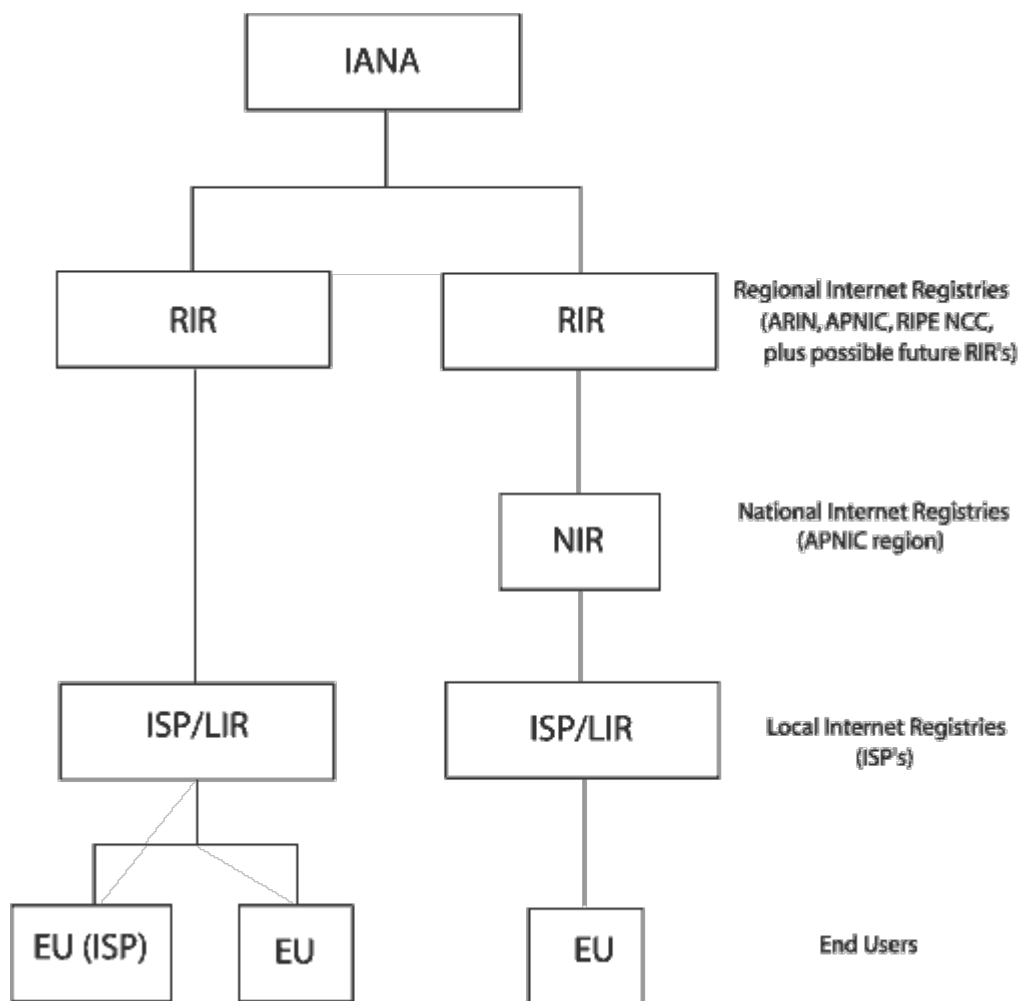 IANA
RIR
RIR
Regional Internet Registries
(ARIN, APNIC, RIPE NCC,
plus possible future RIR's)
NIR
National Internet Registries
(APNIC region)
ISP/LIR
ISP/LIR
Local Internet Registries
(ISP's)
EU (ISP)
EU
EU
End Users